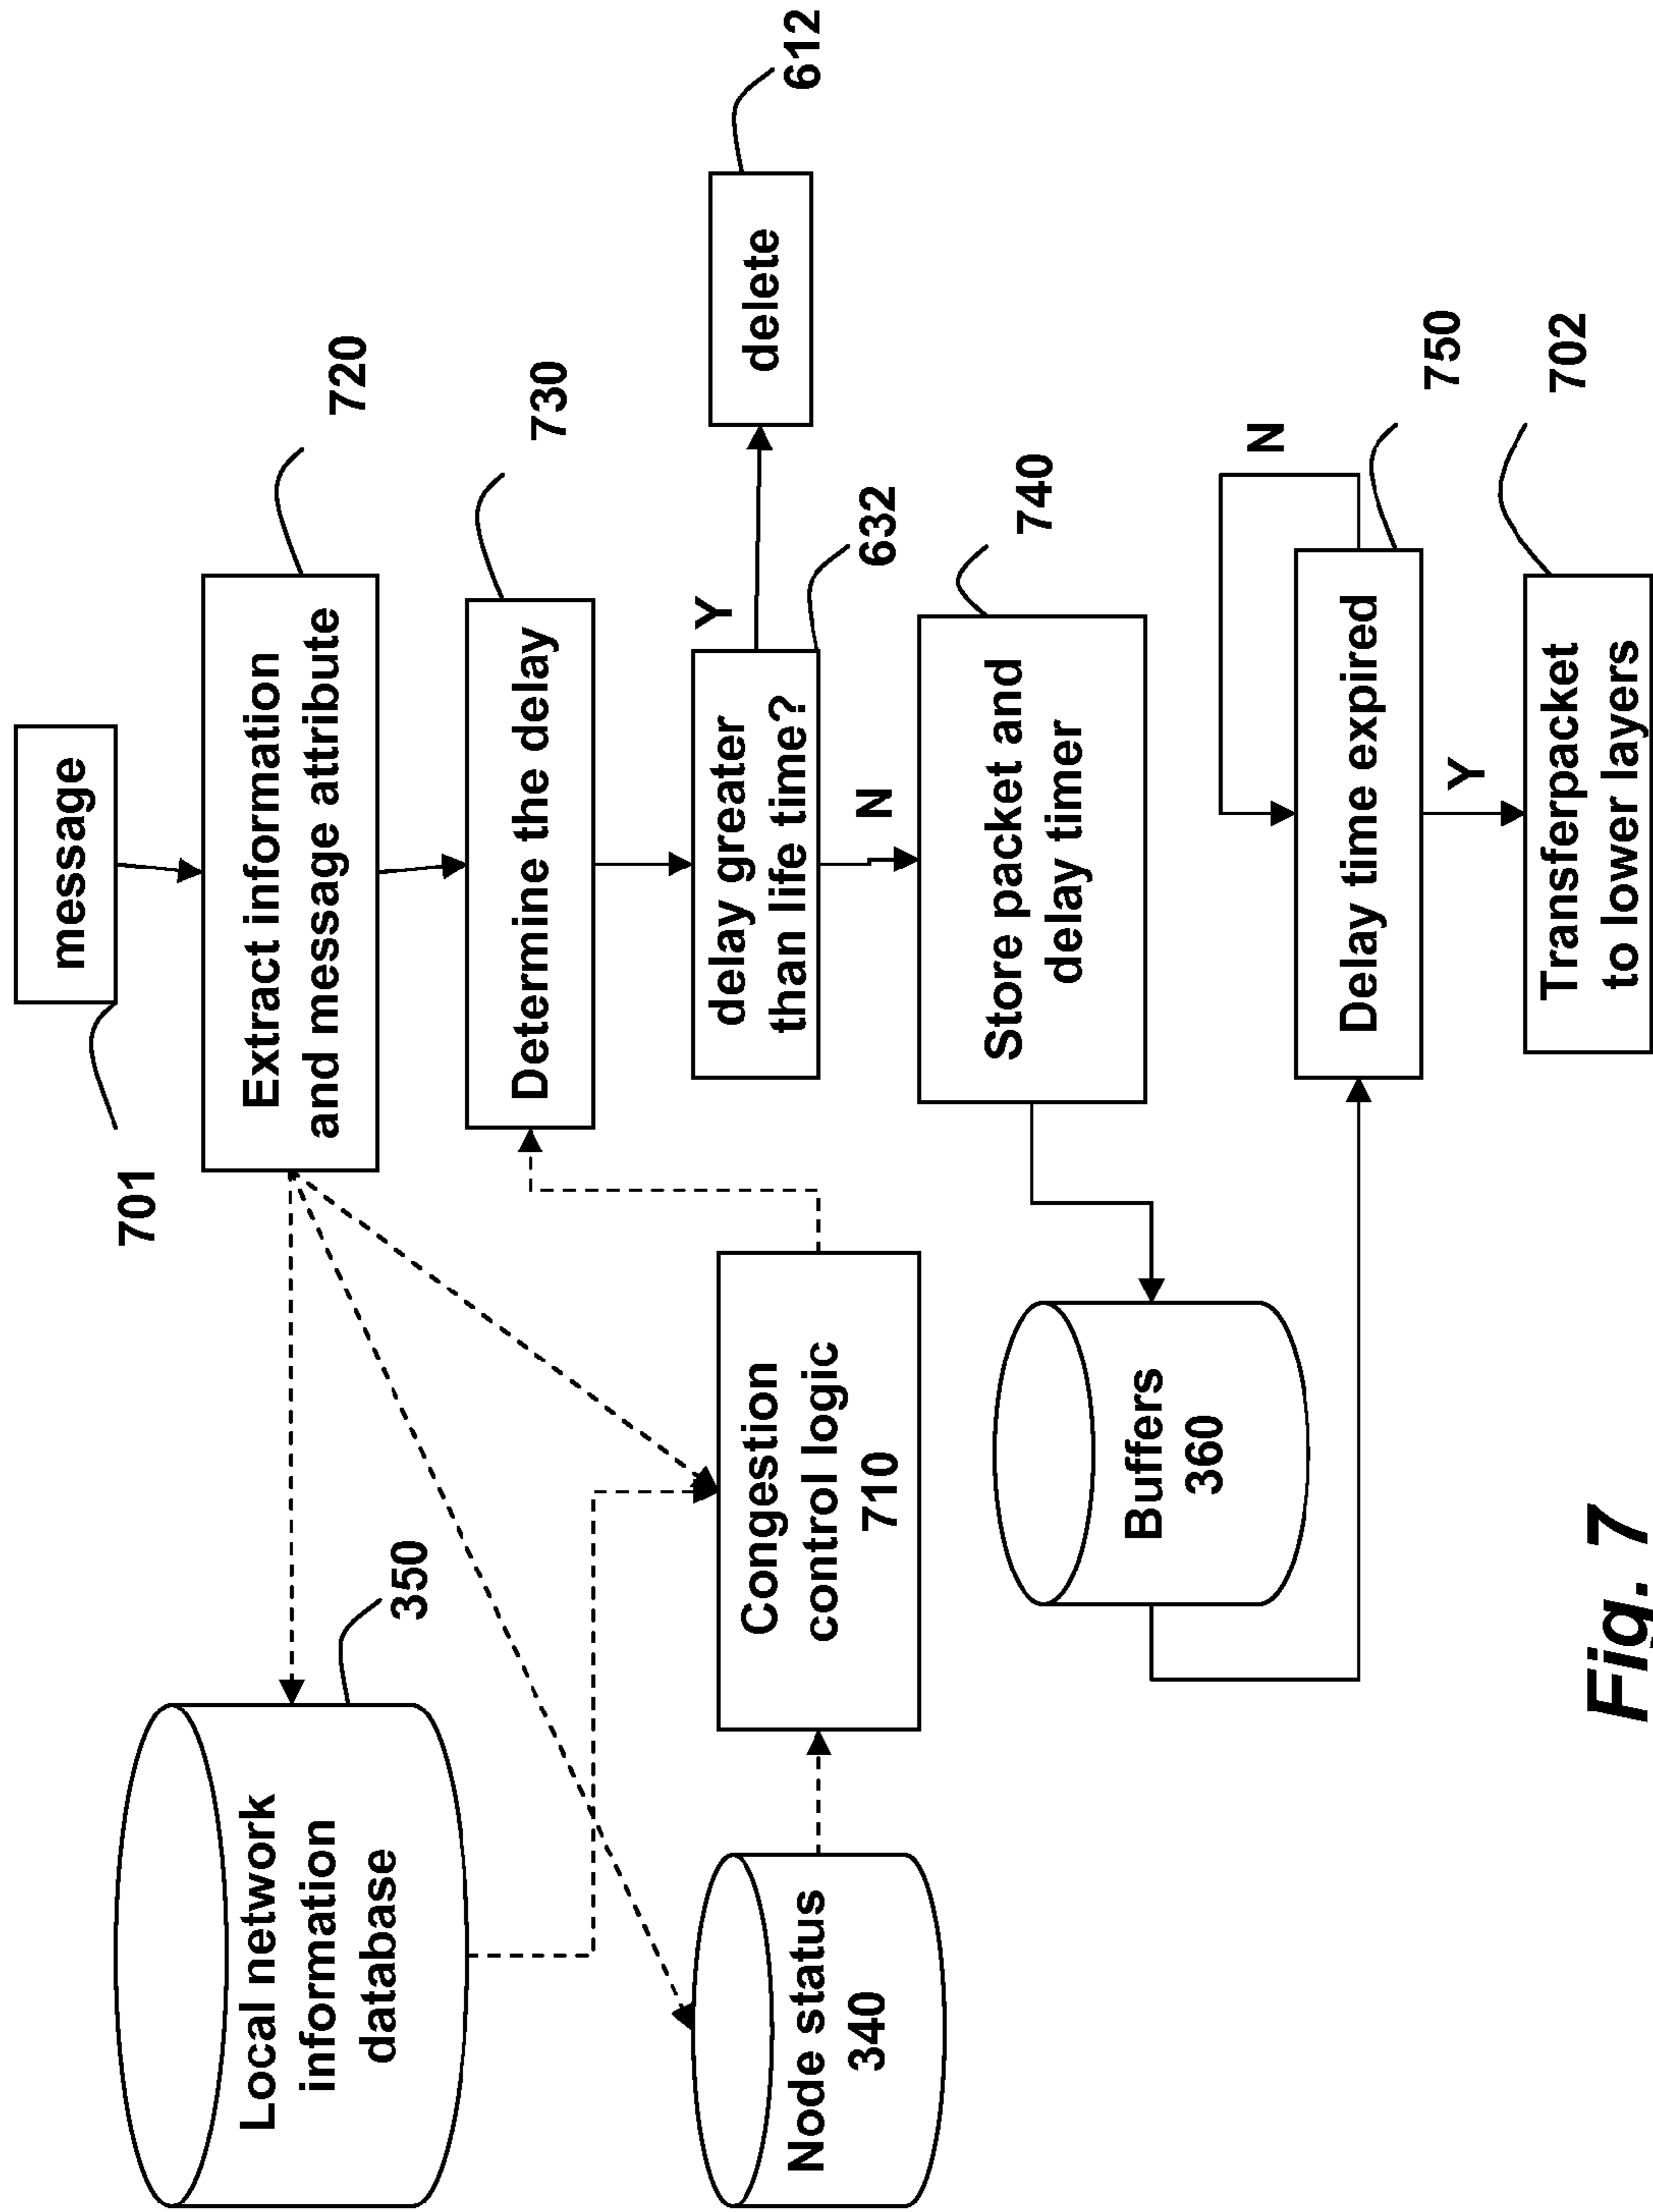 message
701
Extract information
and message attribute
720
Local network
information
database
350
Determine the delay
730
delay greater
than life time?
632
Y
delete
612
N
Node status
340
Congestion
control logic
710
Store packet and
delay timer
740
Buffers
360
Delay time expired
750
N
Y
Transferpacket
to lower layers
702
Fig. 7